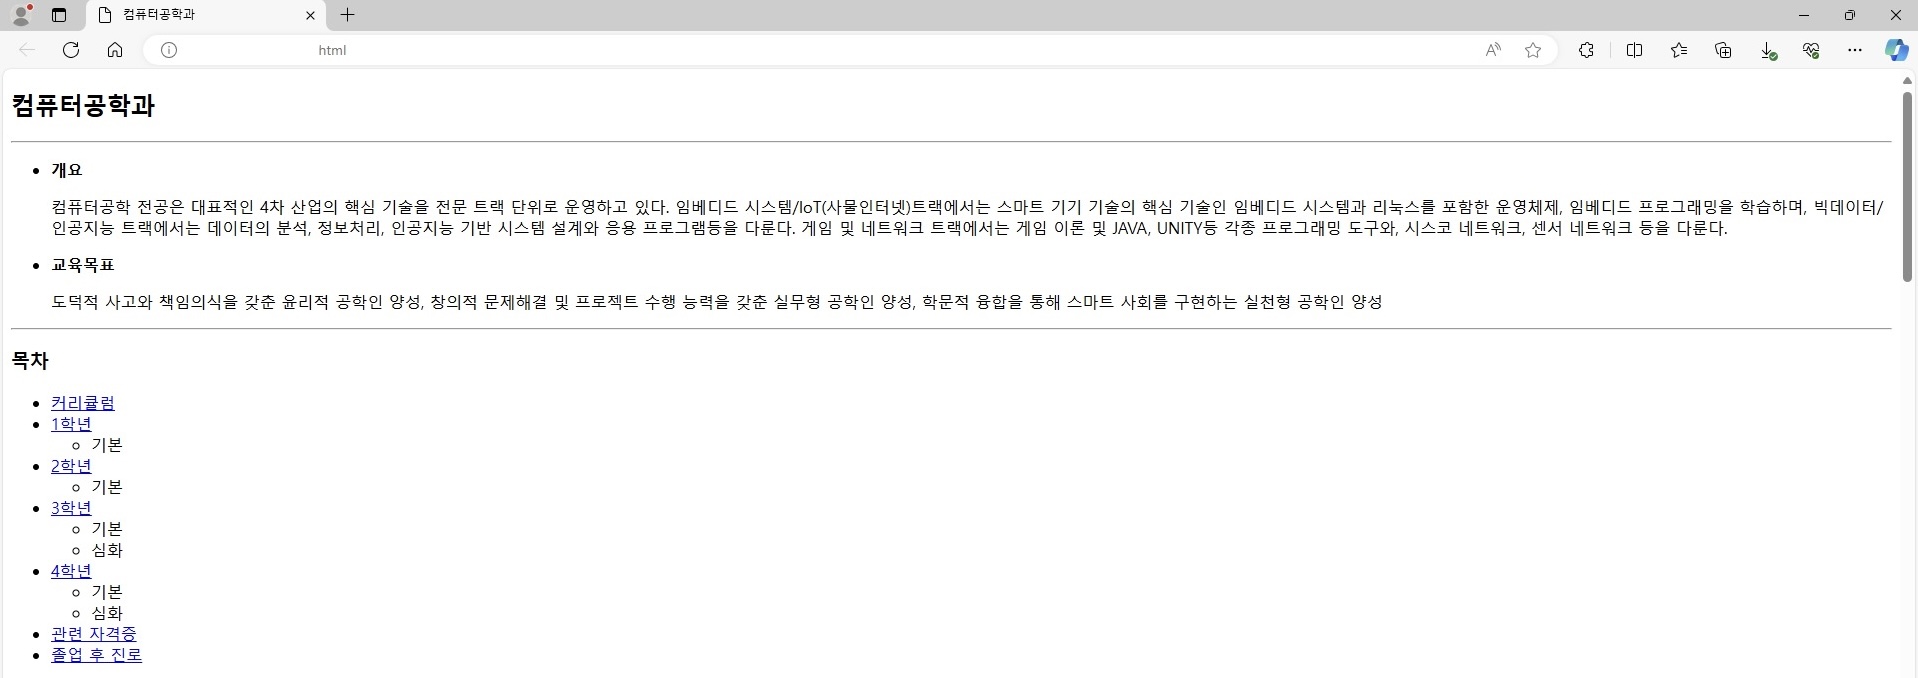 컴퓨터공학과
html
컴퓨터공학과
개요
컴퓨터공학 전공은 대표적인 4차 산업의 핵심 기술을 전문 트랙 단위로 운영하고 있다. 임베디드 시스템/IoT(사물인터넷)트랙에서는 스마트 기기 기술의 핵심 기술인 임베디드 시스템과 리눅스를 포함한 운영체제, 임베디드 프로그래밍을 학습하며, 빅데이터/
인공지능 트랙에서는 데이터의 분석, 정보처리, 인공지능 기반 시스템 설계와 응용 프로그램등을 다룬다. 게임 및 네트워크 트랙에서는 게임 이론 및 JAVA, UNITY등 각종 프로그래밍 도구와, 시스코 네트워크, 센서 네트워크 등을 다룬다.
교육목표
도덕적 사고와 책임의식을 갖춘 윤리적 공학인 양성, 창의적 문제해결 및 프로젝트 수행 능력을 갖춘 실무형 공학인 양성, 학문적 융합을 통해 스마트 사회를 구현하는 실천형 공학인 양성
목차
커리큘럼
1학년
기본
2학년
기본
3학년
기본
심화
4학년
기본
심화
관련 자격증
졸업 후 진로